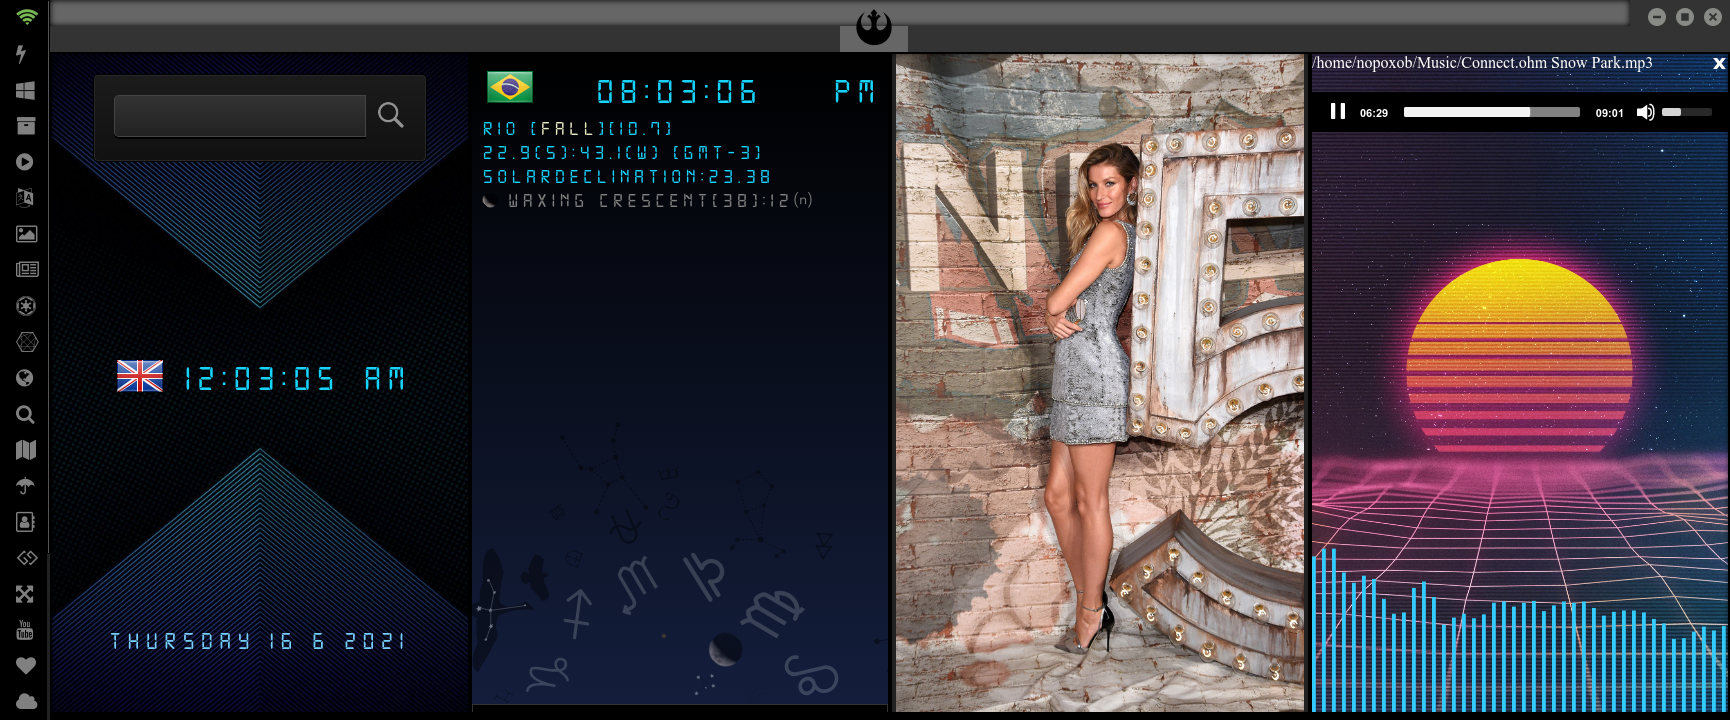 /home/nopoxob/Music/Connect.ohm Snow Park.mp3
x
06:29
09:01
08:03:06 PM
RIO [FALL][10.7]
22.9(S):43.1(W) [GMT-3]
SOLARDECLINATION:23.38
WAXING CRESCENT[38]:12(n)
12:03:05 AM
THURSDAY 16 6 2021
You
Tube